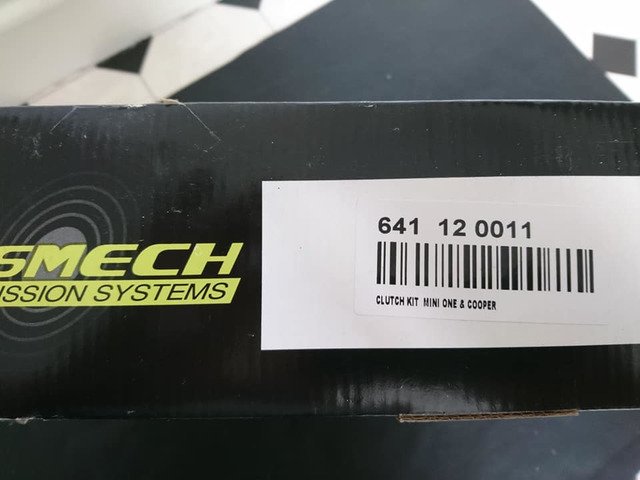 SMECH
ISSION SYSTEMS
641 12 0011
CLUTCH KIT MINI ONE & COOPER